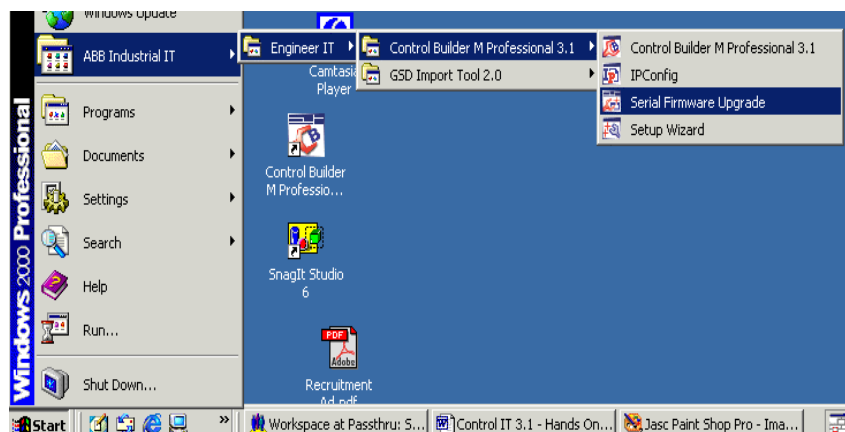 Windows Update
ABB Industrial IT
Programs
Documents
Settings
Search
Help
Run...
Shut Down...
Windows 2000 Professional
Engineer IT
Control Builder M Professional 3.1
GSD Import Tool 2.0
Control Builder M Professional 3.1
IPConfig
Serial Firmware Upgrade
Setup Wizard
Camtasia
Player
Control Builder
M Professio...
SnagIt Studio
6
PDF
Adobe
Recruitment
Ad.pdf
Start
»
Workspace at Passthru: S...
Control IT 3.1 - Hands On...
Jasc Paint Shop Pro - Ima...